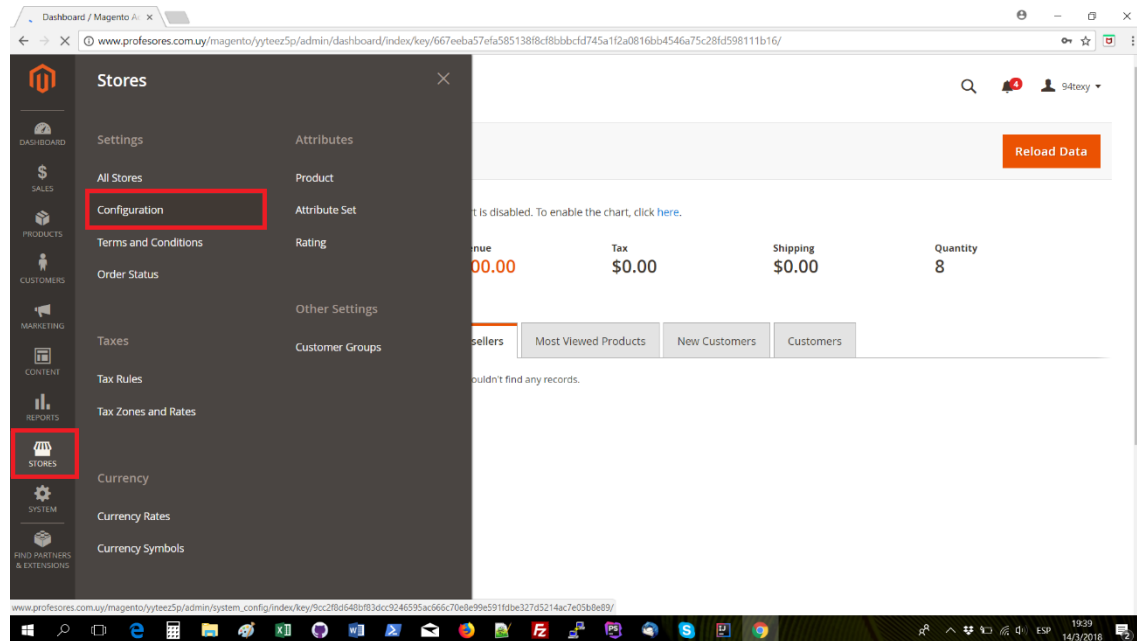 Dashboard / Magento A
www.profesores.com.uy/magento/yyteez5p/admin/dashboard/index/key/667eeba57efa585138f8cf8bbbcfd745a1f2a0816bb4546a75c28fd598111b16/
Stores
4
94texy
DASHBOARD
SALES
PRODUCTS
CUSTOMERS
MARKETING
CONTENT
REPORTS
STORES
SYSTEM
FIND PARTNERS
& EXTENSIONS
Settings
All Stores
Configuration
Terms and Conditions
Order Status
Taxes
Tax Rules
Tax Zones and Rates
Currency
Currency Rates
Currency Symbols
Attributes
Product
Attribute Set
Rating
Other Settings
Customer Groups
Reload Data
t is disabled. To enable the chart, click here.
enue
00.00
Tax
$0.00
Shipping
$0.00
Quantity
8
sellers
Most Viewed Products
New Customers
Customers
ouldn't find any records.
www.profesores.com.uy/magento/yyteez5p/admin/system_config/index/key/9cc2f8d648bf83dcc9246595ac666c70e8e99e591fdbe327d5214ac7e05b8e89/
ESP
19:39
14/3/2018